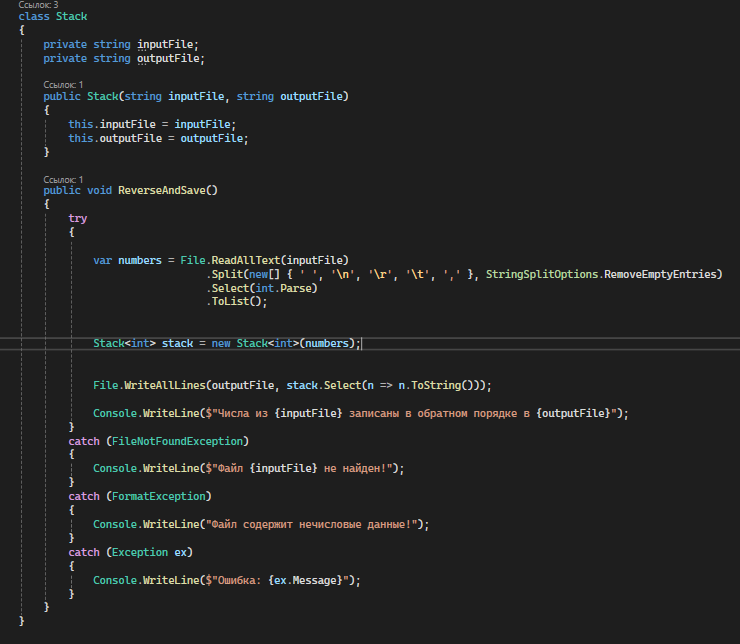 Ссылок: 3
class Stack
{
private string inputFile;
private string outputFile;
Ссылок: 1
public Stack(string inputFile, string outputFile)
{
this.inputFile = inputFile;
this.outputFile = outputFile;
}
Ссылок: 1
public void ReverseAndSave()
{
try
{
var numbers = File.ReadAllText(inputFile)
.Split(new[] { ' ', '\n', '\r', '\t', ',' }, StringSplitOptions.RemoveEmptyEntries)
.Select(int.Parse)
.ToList();
Stack<int> stack = new Stack<int>(numbers);
File.WriteAllLines(outputFile, stack.Select(n => n.ToString()));
Console.WriteLine($"Числа из {inputFile} записаны в обратном порядке в {outputFile}");
}
catch (FileNotFoundException)
{
Console.WriteLine($"Файл {inputFile} не найден!");
}
catch (FormatException)
{
Console.WriteLine("Файл содержит нечисловые данные!");
}
catch (Exception ex)
{
Console.WriteLine($"Ошибка: {ex.Message}");
}
}
}